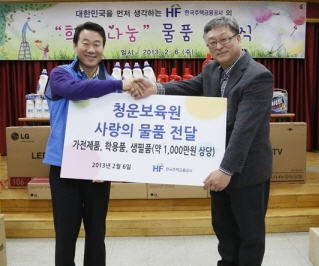 대한민국을 먼저 생각하는 HF 한국주택금융공사 의
나눔" 물품
일시 : 2013. 2. 6 (수)
청운보육원
사랑의 물품 전달
가전제품, 학용품, 생필품(약 1,000만원 상당)
2013년 2월 6일 HF 한국주택금융공사
LG
LED
TV